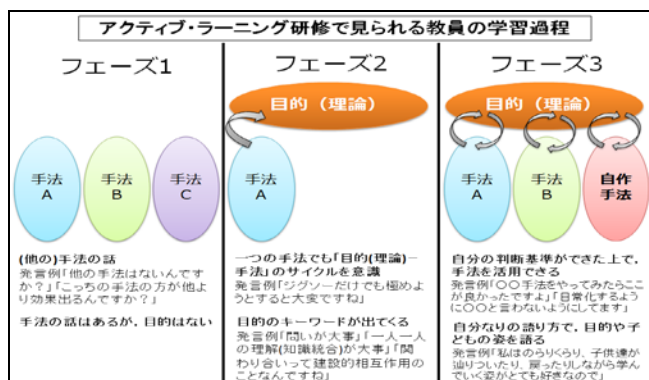 アクティブ・ラーニング研修で見られる教員の学習過程
フェーズ1
手法
A
手法
B
手法
C
(他の)手法の話
発言例「他の手法はないんです
か？」「こっちの手法の方が他よ
り効果出るんですか？」
手法の話はあるが，目的はない
フェーズ2
目的（理論）
手法
A
一つの手法でも「目的(理論)－
手法」のサイクルを意識
発言例「ジグソーだけでも極めよ
うとすると大変ですね」
目的のキーワードが出てくる
発言例「問いが大事」「一人一人
の理解(知識統合)が大事」「関
わり合いって建設的相互作用の
ことなんですね」
フェーズ3
目的（理論）
手法
A
手法
B
自作
手法
自分の判断基準ができた上で，
手法を活用できる
発言例「〇〇手法をやってみたらここ
が良かったですよ」「日常化するよう
に〇〇と言わないようにしてます」
自分なりの語り方で，目的や子
どもの姿を語る
発言例「私はのらりくらり、子供達が
辿りついたり、戻ったりしながら学ん
でいく姿がとても好きなので」